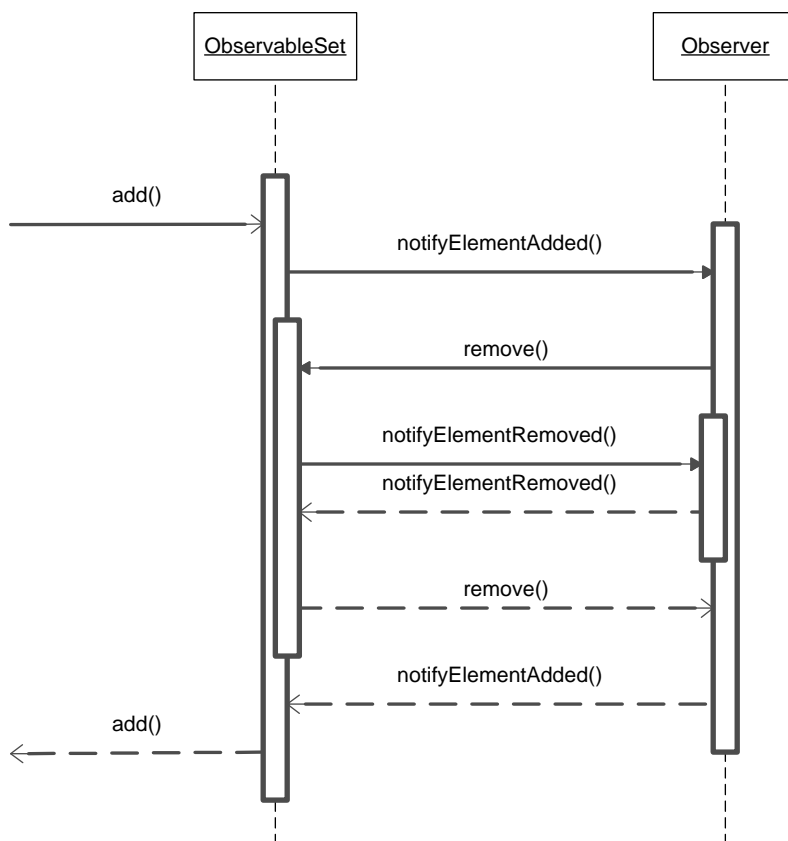 ObservableSet
Observer
add()
notifyElementAdded()
remove()
notifyElementRemoved()
notifyElementRemoved()
remove()
notifyElementAdded()
add()